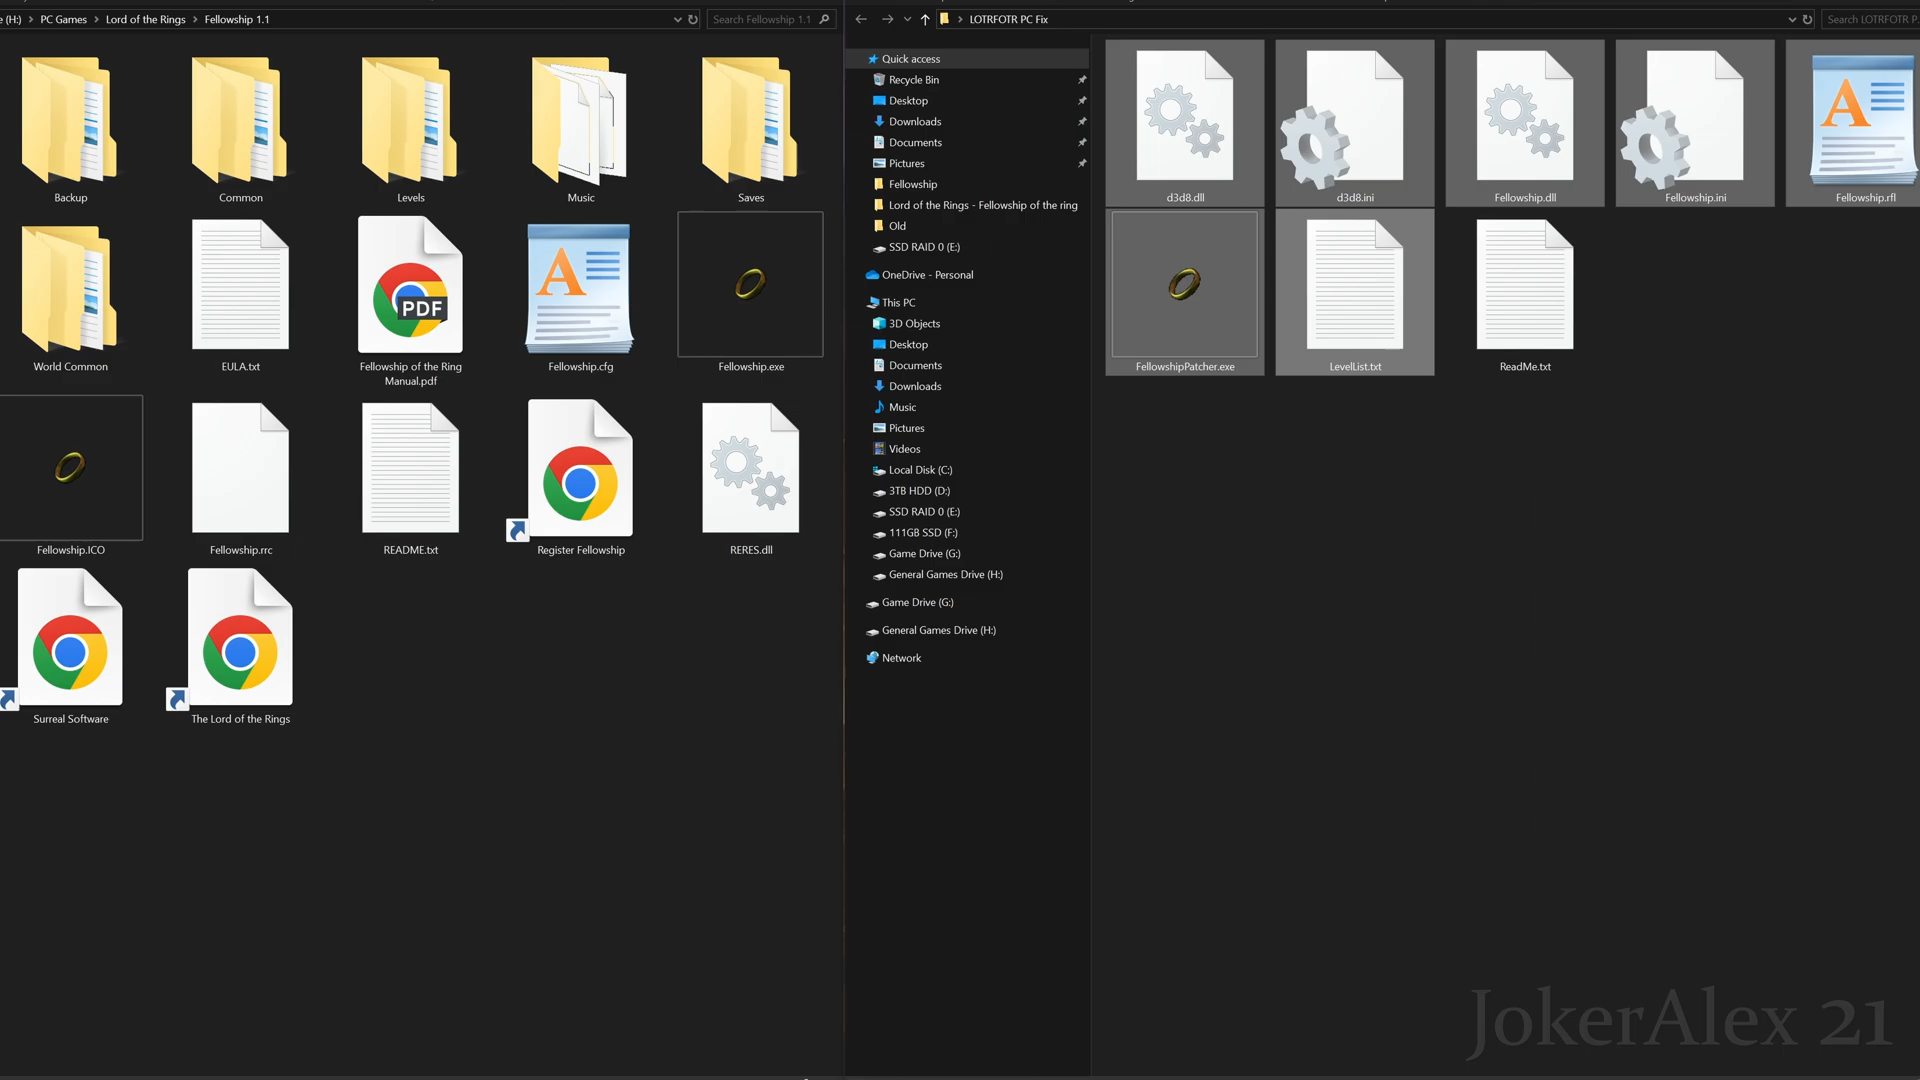 e (H:) > PC Games > Lord of the Rings > Fellowship 1.1
Search Fellowship 1.1
Backup
Common
Levels
Music
Saves
World Common
EULA.txt
PDF
Fellowship of the Ring
Manual.pdf
Fellowship.cfg
Fellowship.exe
Fellowship.ICO
Fellowship.rrc
README.txt
Register Fellowship
RERES.dll
Surreal Software
The Lord of the Rings
> LOTRFOTR PC Fix
Search LOTRFOTR P...
Quick access
Recycle Bin
Desktop
Downloads
Documents
Pictures
Fellowship
Lord of the Rings - Fellowship of the ring
Old
SSD RAID 0 (E:)
OneDrive - Personal
This PC
3D Objects
Desktop
Documents
Downloads
Music
Pictures
Videos
Local Disk (C:)
3TB HDD (D:)
SSD RAID 0 (E:)
111GB SSD (F:)
Game Drive (G:)
General Games Drive (H:)
Game Drive (G:)
General Games Drive (H:)
Network
d3d8.dll
d3d8.ini
Fellowship.dll
Fellowship.ini
Fellowship.rfl
FellowshipPatcher.exe
LevelList.txt
ReadMe.txt
JokerAlex 21